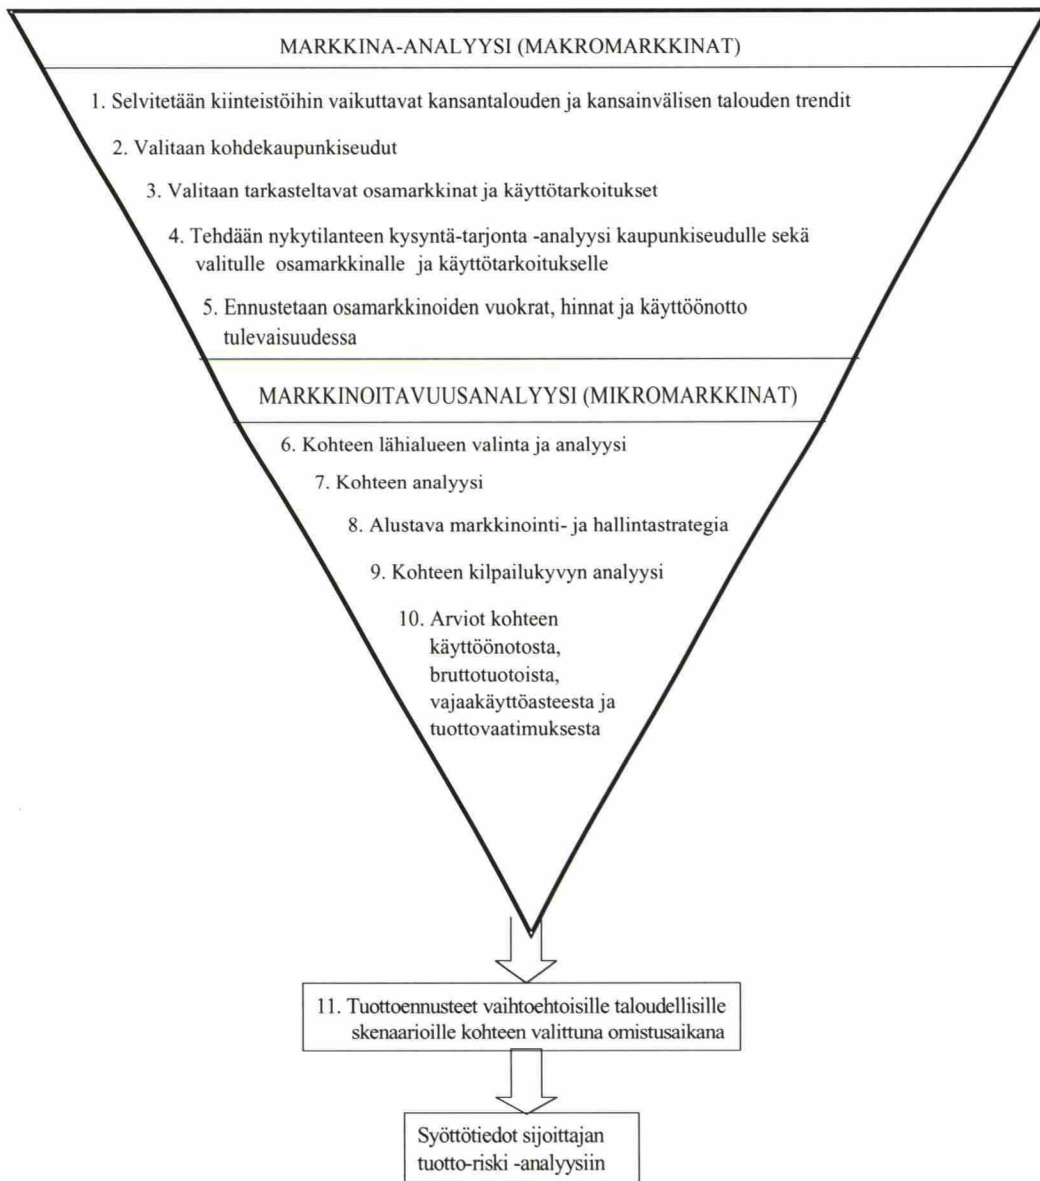 MARKKINA-ANALYYSI (MAKROMARKKINAT)
1. Selvitetään kiinteistöihin vaikuttavat kansantalouden ja kansainvälisen talouden trendit
2. Valitaan kohdekaupunkiseudut
3. Valitaan tarkasteltavat osamarkkinat ja käyttötarkoitukset
4. Tehdään nykytilanteen kysyntä-tarjonta -analyysi kaupunkiseudulle sekä
valitulle osamarkkinalle ja käyttötarkoitukselle
5. Ennustetaan osamarkkinoiden vuokrat, hinnat ja käyttöönotto
tulevaisuudessa
MARKKINOITAVUUSANALYYSI (MIKROMARKKINAT)
6. Kohteen lähialueen valinta ja analyysi
7. Kohteen analyysi
8. Alustava markkinointi- ja hallintastrategia
9. Kohteen kilpailukyvyn analyysi
10. Arviot kohteen
käyttöönotosta,
bruttotuotoista,
vajaakäyttöasteesta ja
tuottovaatimuksesta
11. Tuottoennusteet vaihtoehtoisille taloudellisille
skenaarioille kohteen valittuna omistusaikana
Syöttötiedot sijoittajan
tuotto-riski -analyysiin